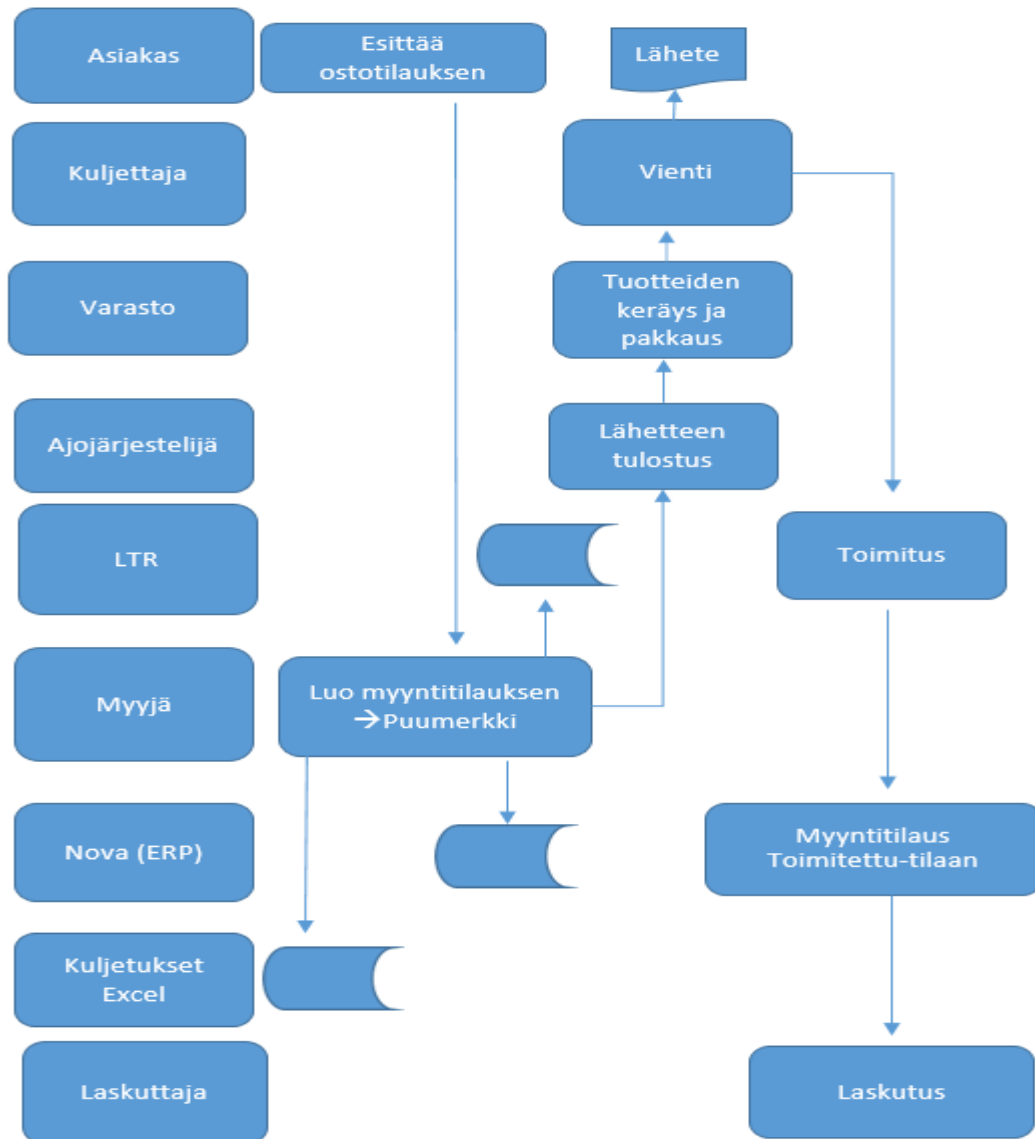 Asiakas
Esittää
ostotilauksen
Lähete
Kuljettaja
Vienti
Varasto
Tuotteiden
keräys ja
pakkaus
Ajojärjestelijä
Lähetteen
tulostus
LTR
Toimitus
Myyjä
Luo myyntitilauksen
→Puumerkki
Nova (ERP)
Myyntitilaus
Toimitettu-tilaan
Kuljetukset
Excel
Laskuttaja
Laskutus